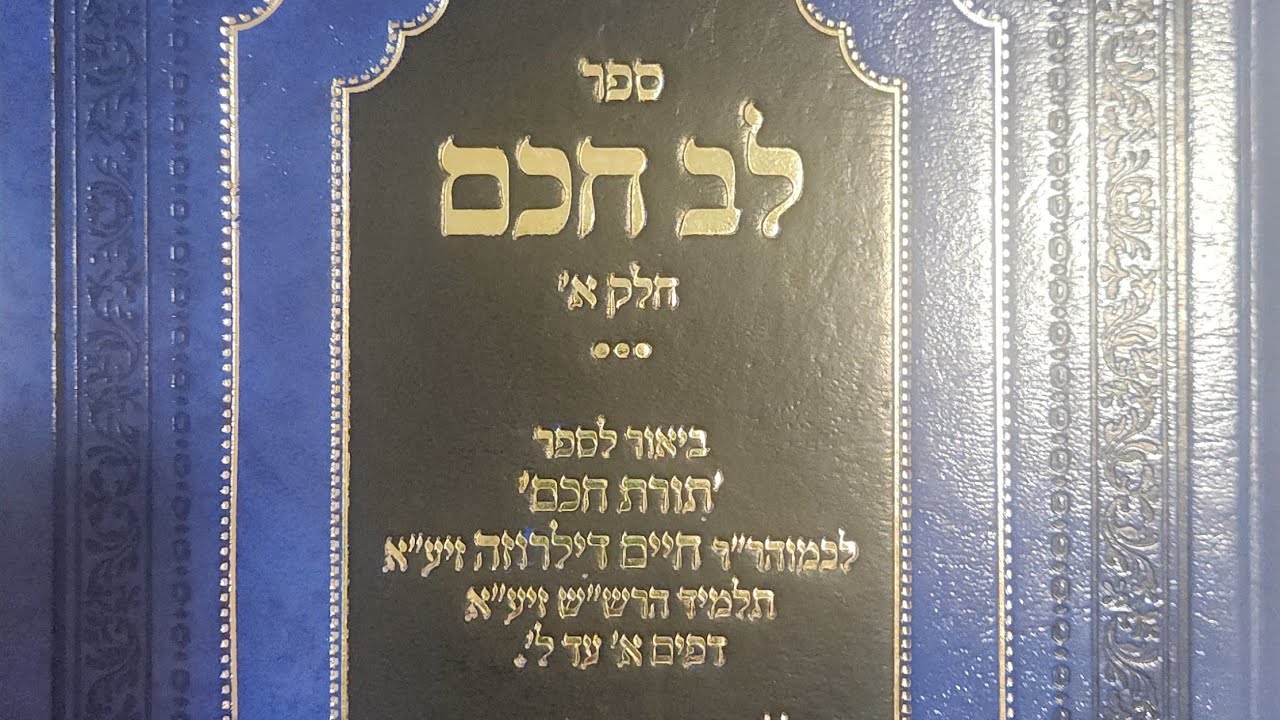 ספר
לב חכם
חלק א'
ביאור לספר
'תורת חכם'
לכמוהר"ר חיים דילרוזה זיע"א
תלמיד הרש"ש זיע"א
דפים א' עד ל'.